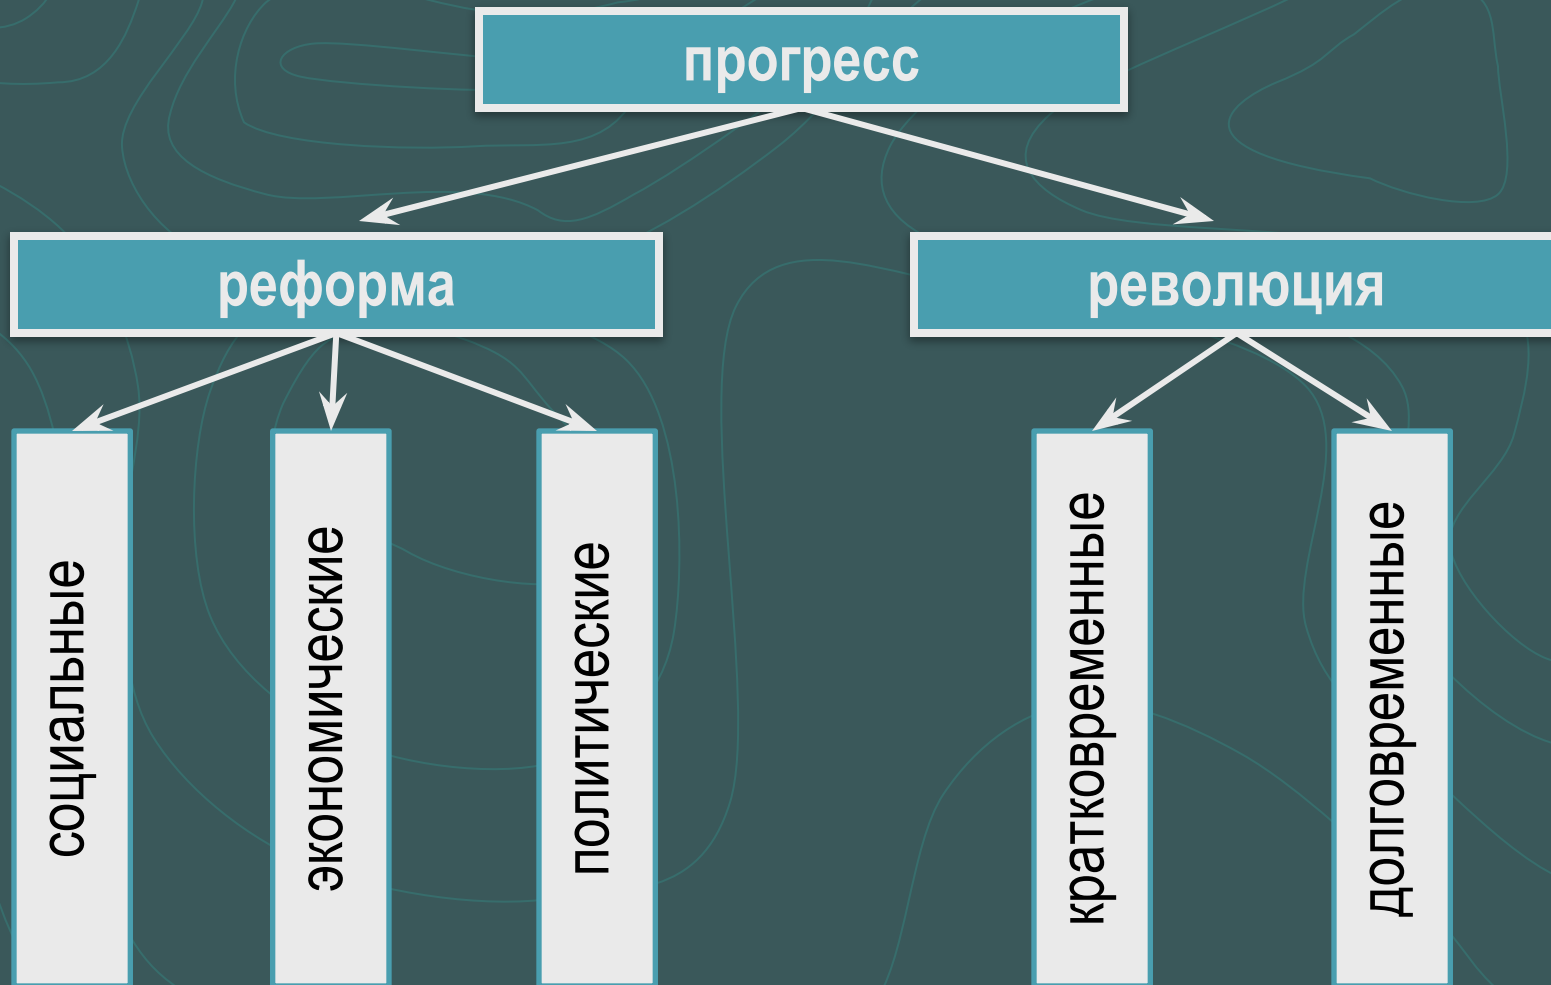 прогресс
реформа
революция
социальные
экономические
политические
кратковременные
долговременные